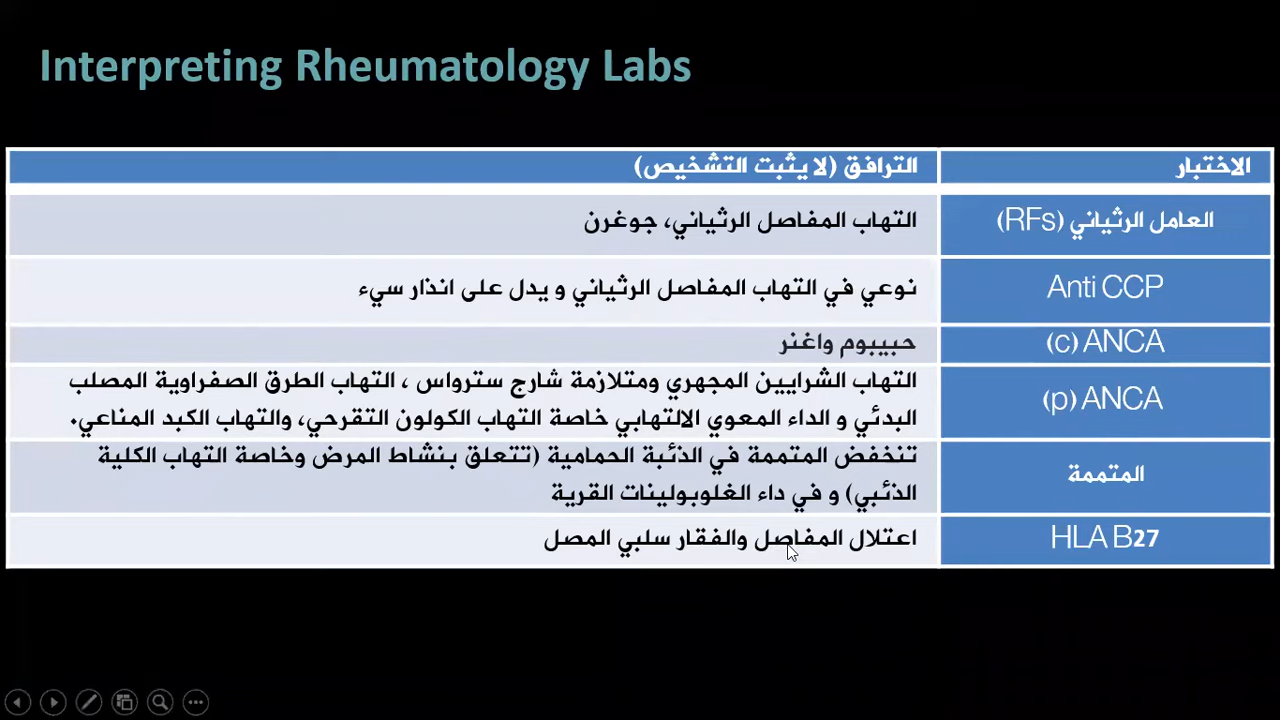 Interpreting Rheumatology Labs
الاختبار
الترافق (لا يثبت التشخيص)
العامل الرثياني (RFs)
التهاب المفاصل الرثياني، جوغرن
Anti CCP
نوعي في التهاب المفاصل الرثياني و يدل على انذار سيء
(c) ANCA
حبيبوم واغنر
(p) ANCA
التهاب الشرايين المجهري ومتلازمة شارج سترواس ، التهاب الطرق الصفراوية المصلب
البدئي و الداء المعوي الالتهابي خاصة التهاب الكولون التقرحي، والتهاب الكبد المناعي.
المتممة
تنخفض المتممة في الذئبة الحمامية (تتعلق بنشاط المرض وخاصة التهاب الكلية
الذئبي) و في داء الغلوبولينات القرية
HLA B27
اعتلال المفاصل والفقار سلبي المصل